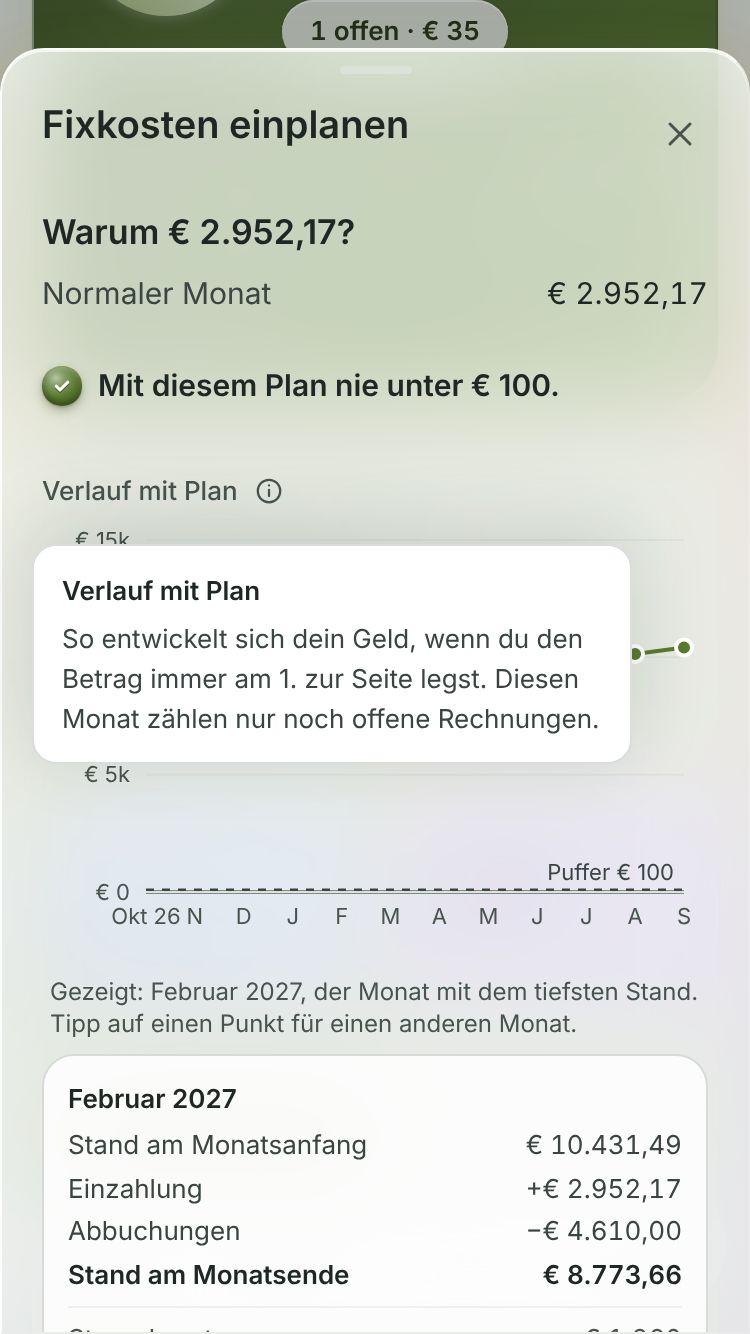 1 offen · € 35
Fixkosten einplanen
Warum € 2.952,17?
Normaler Monat € 2.952,17
Mit diesem Plan nie unter € 100.
Verlauf mit Plan
€ 15k
Verlauf mit Plan
So entwickelt sich dein Geld, wenn du den
Betrag immer am 1. zur Seite legst. Diesen
Monat zählen nur noch offene Rechnungen.
€ 5k
Puffer € 100
€ 0
Okt 26 N D J F M A M J J A S
Gezeigt: Februar 2027, der Monat mit dem tiefsten Stand.
Tipp auf einen Punkt für einen anderen Monat.
Februar 2027
Stand am Monatsanfang € 10.431,49
Einzahlung +€ 2.952,17
Abbuchungen −€ 4.610,00
Stand am Monatsende € 8.773,66